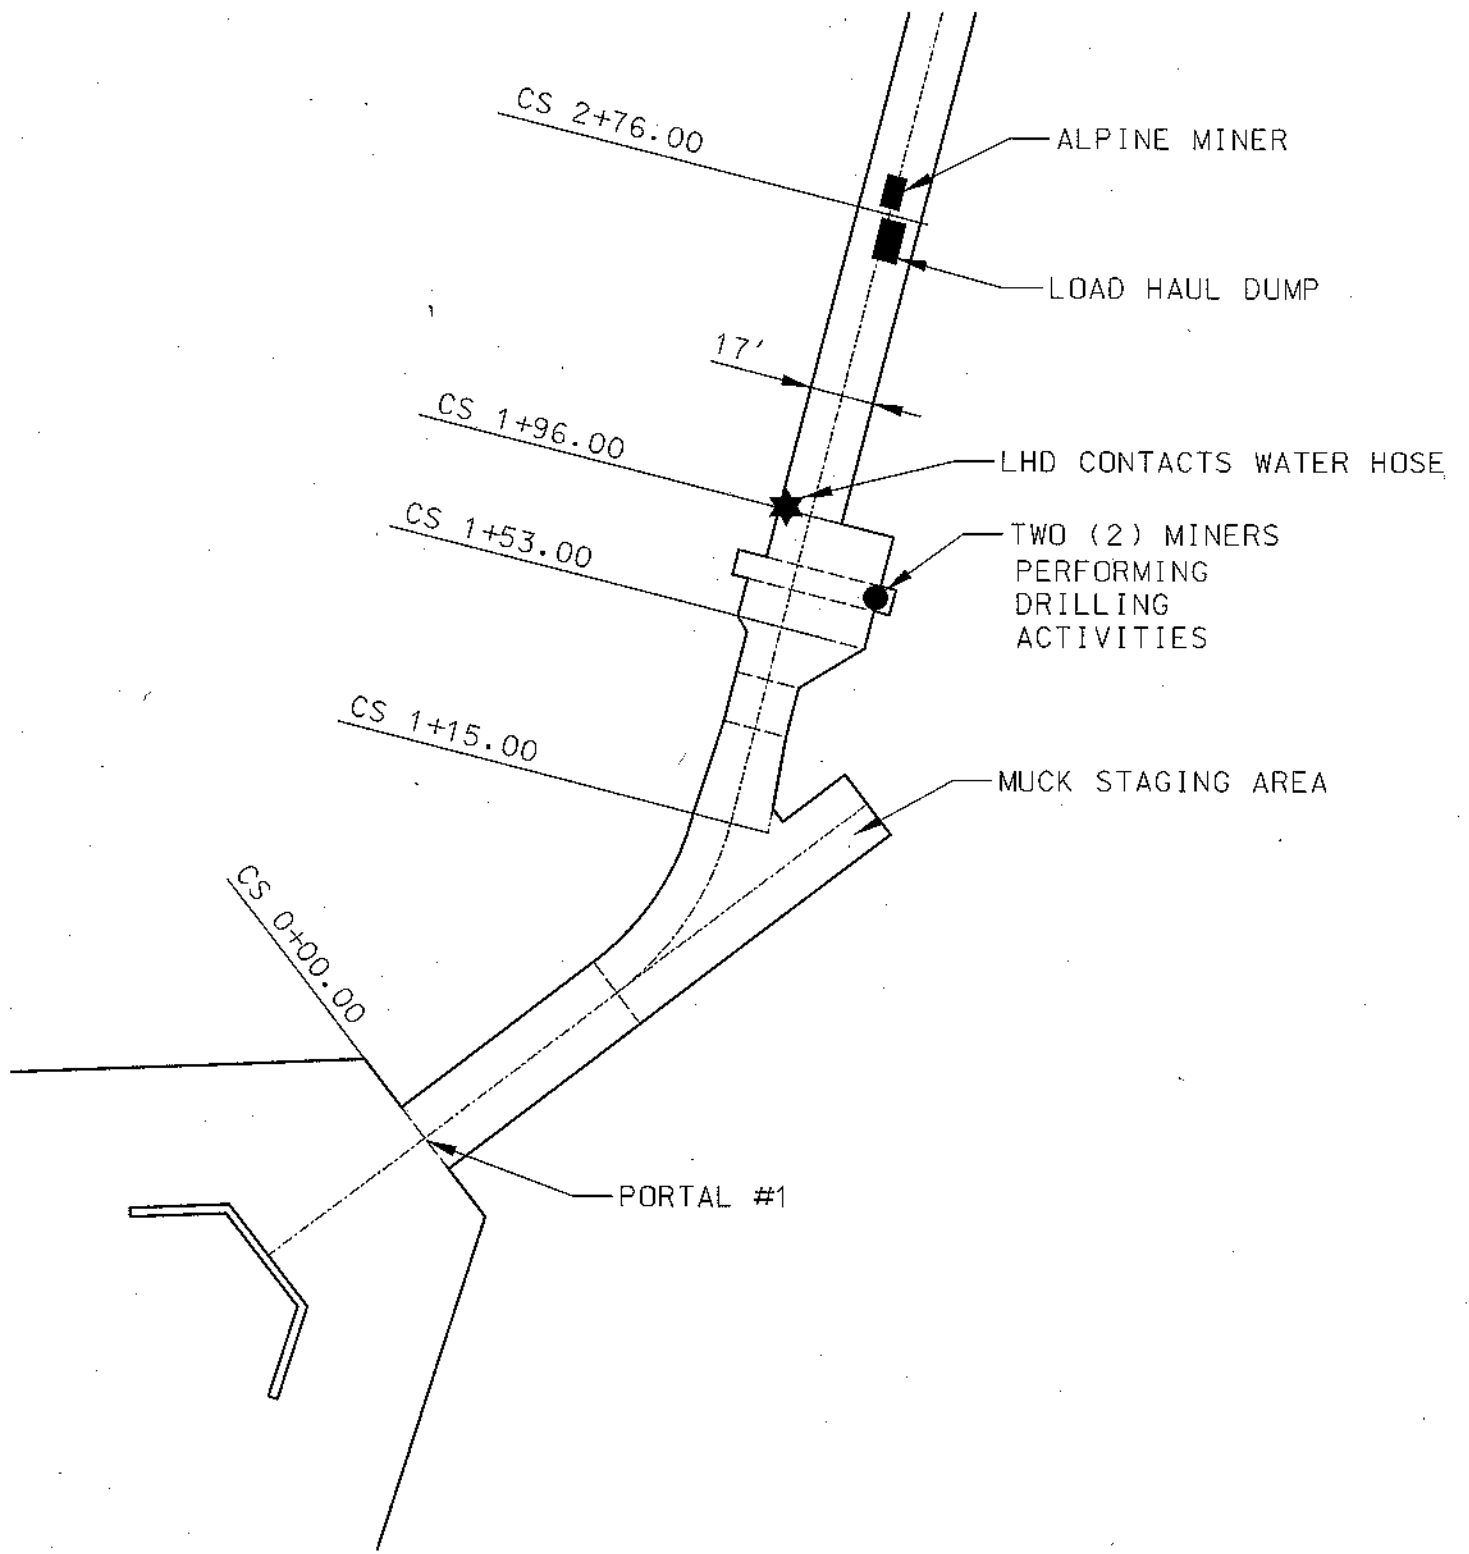 CS 2+76.00
ALPINE MINER
LOAD HAUL DUMP
17'
CS 1+96.00
LHD CONTACTS WATER HOSE
CS 1+53.00
TWO (2) MINERS
PERFORMING
DRILLING
ACTIVITIES
CS 1+15.00
MUCK STAGING AREA
CS 0+00.00
PORTAL #1